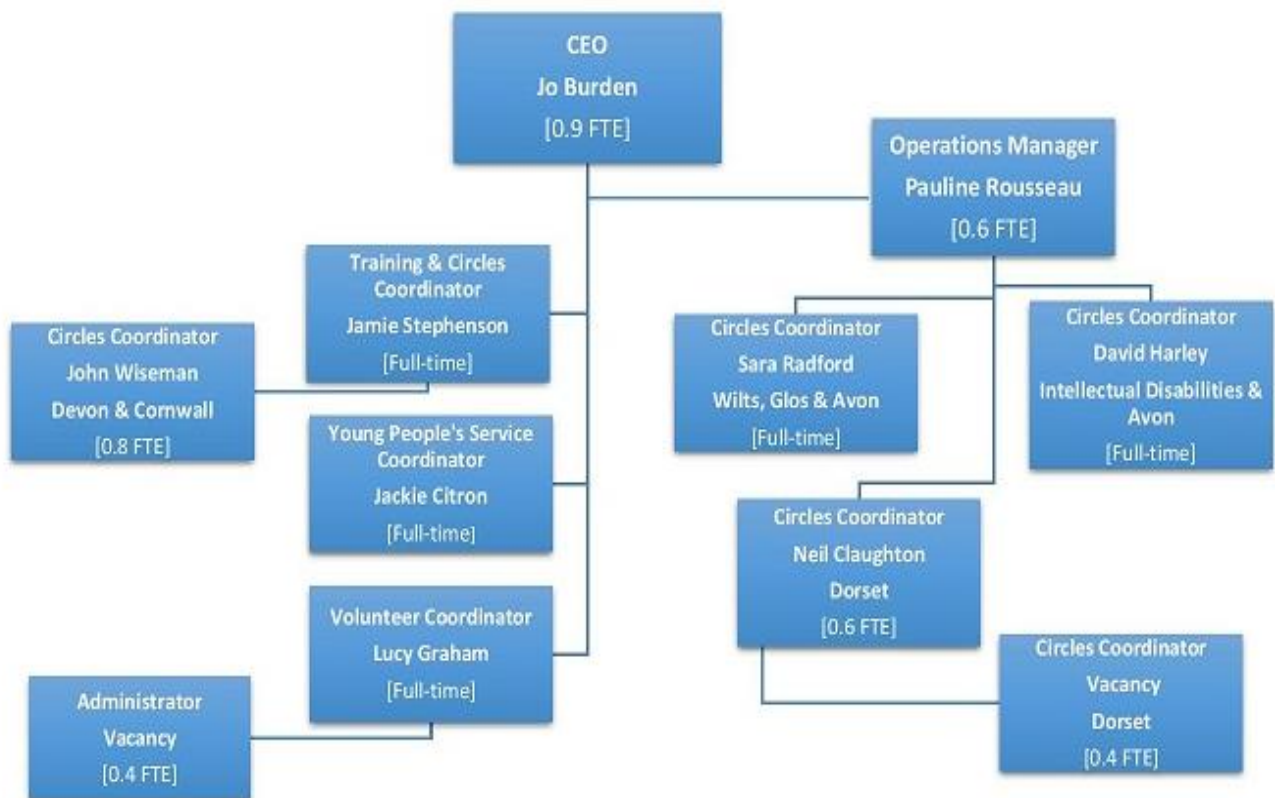 CEO
Jo Burden
[0.9 FTE]
Operations Manager
Pauline Rousseau
[0.6 FTE]
Training & Circles
Coordinator
Jamie Stephenson
[Full-time]
Circles Coordinator
John Wiseman
Devon & Cornwall
[0.8 FTE]
Circles Coordinator
Sara Radford
Wilts, Glos & Avon
[Full-time]
Circles Coordinator
David Harley
Intellectual Disabilities &
Avon
[Full-time]
Young People's Service
Coordinator
Jackie Citron
[Full-time]
Circles Coordinator
Neil Claughton
Dorset
[0.6 FTE]
Volunteer Coordinator
Lucy Graham
[Full-time]
Circles Coordinator
Vacancy
Dorset
[0.4 FTE]
Administrator
Vacancy
[0.4 FTE]